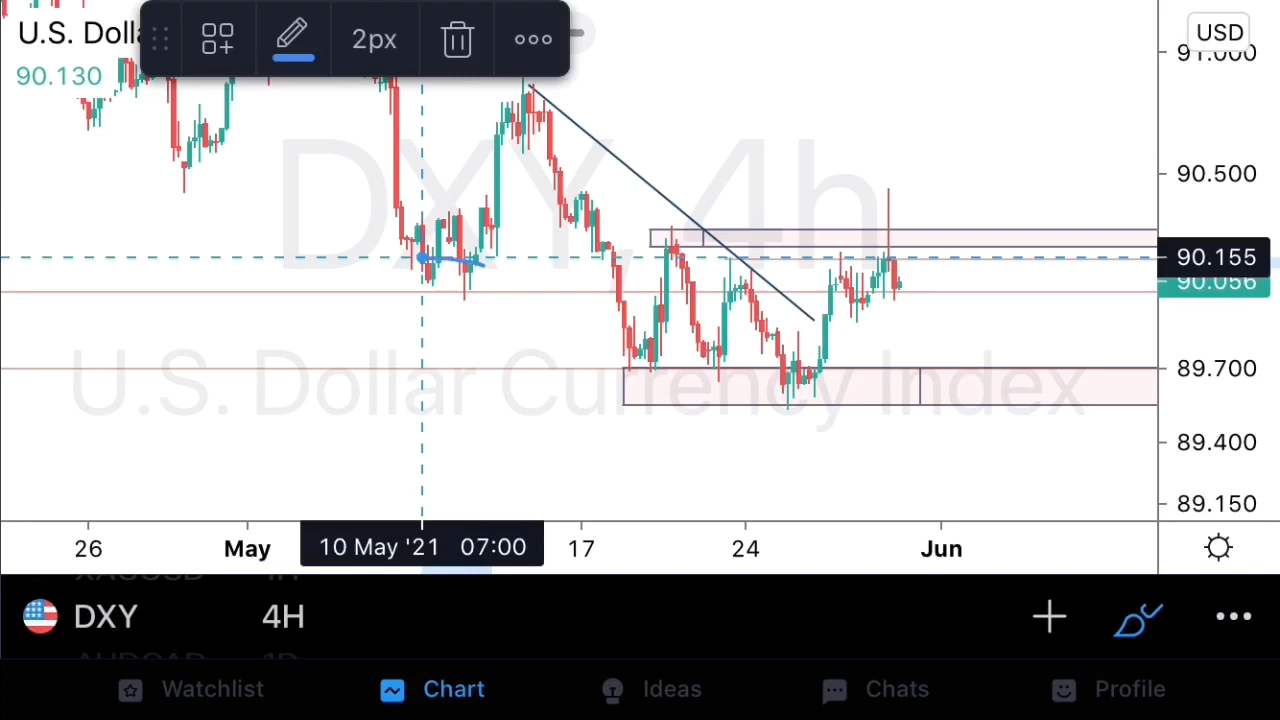 U.S. Doll
2px
USD
90.130
91.000
DXY, 4h
90.500
90.155
90.056
U.S. Dollar Currency Index
89.700
89.400
89.150
26
May
10 May '21 07:00
17
24
Jun
DXY
4H
Watchlist
Chart
Ideas
Chats
Profile